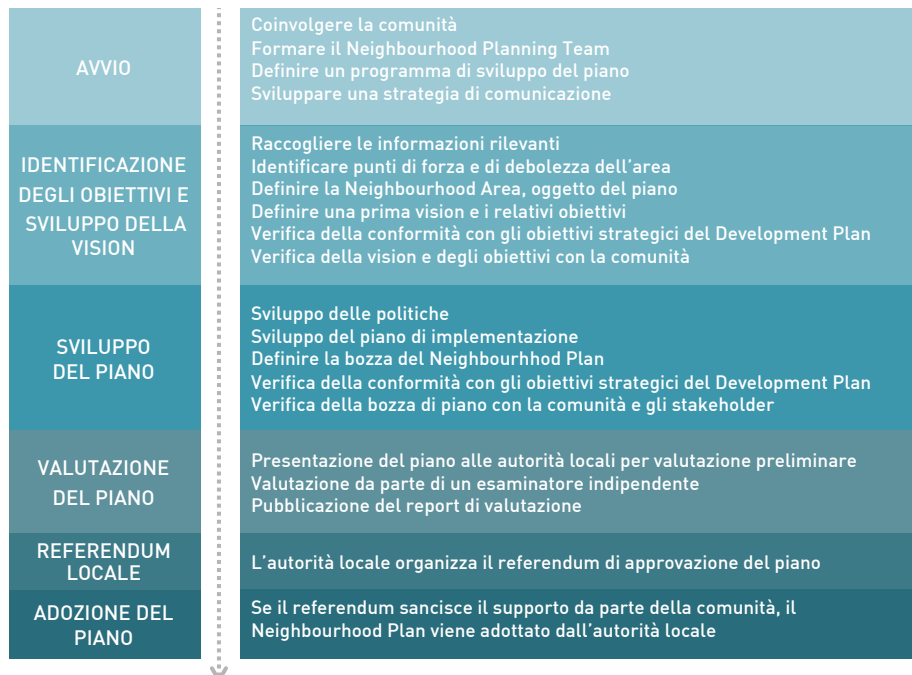 AVVIO
Coinvolgere la comunità
Formare il Neighbourhood Planning Team
Definire un programma di sviluppo del piano
Sviluppare una strategia di comunicazione
IDENTIFICAZIONE
DEGLI OBIETTIVI E
SVILUPPO DELLA
VISION
Raccogliere le informazioni rilevanti
Identificare punti di forza e di debolezza dell'area
Definire la Neighbourhood Area, oggetto del piano
Definire una prima vision e i relativi obiettivi
Verifica della conformità con gli obiettivi strategici del Development Plan
Verifica della vision e degli obiettivi con la comunità
SVILUPPO
DEL PIANO
Sviluppo delle politiche
Sviluppo del piano di implementazione
Definire la bozza del Neighbourhhod Plan
Verifica della conformità con gli obiettivi strategici del Development Plan
Verifica della bozza di piano con la comunità e gli stakeholder
VALUTAZIONE
DEL PIANO
Presentazione del piano alle autorità locali per valutazione preliminare
Valutazione da parte di un esaminatore indipendente
Pubblicazione del report di valutazione
REFERENDUM
LOCALE
L'autorità locale organizza il referendum di approvazione del piano
ADOZIONE DEL
PIANO
Se il referendum sancisce il supporto da parte della comunità, il
Neighbourhood Plan viene adottato dall'autorità locale